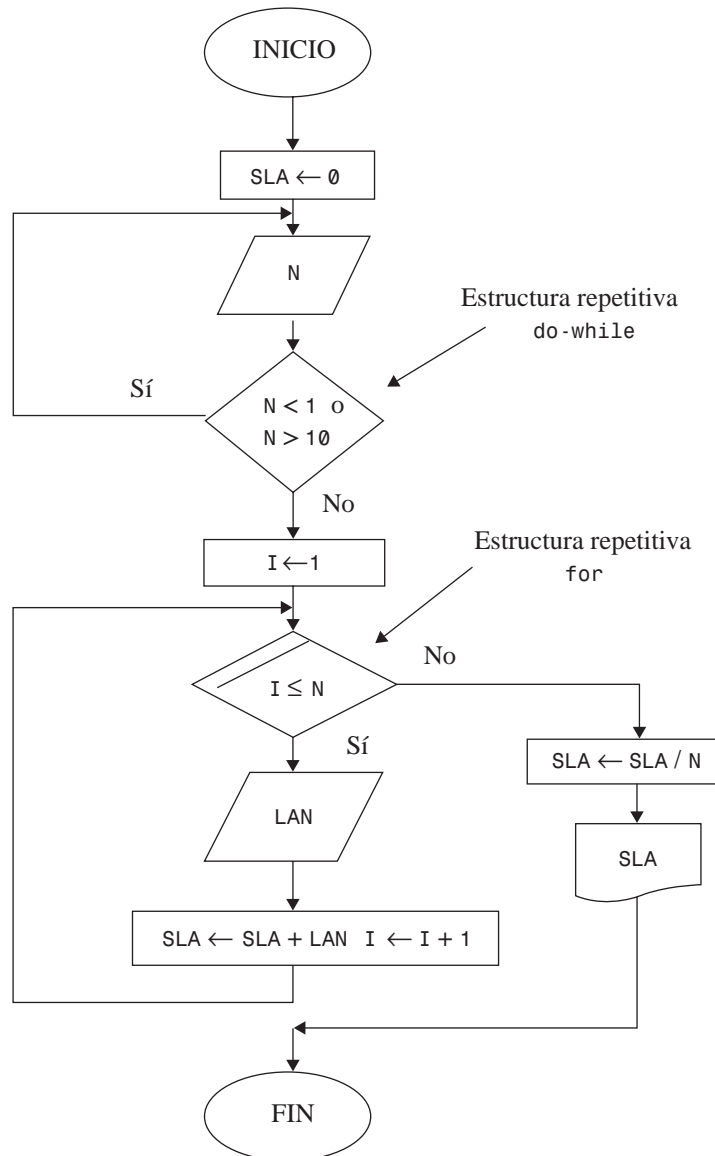 INICIO
SLA ← 0
N
Estructura repetitiva
do-while
Sí
N < 1 o
N > 10
No
I ← 1
Estructura repetitiva
for
No
I ≤ N
Sí
SLA ← SLA / N
LAN
SLA
SLA ← SLA + LAN I ← I + 1
FIN